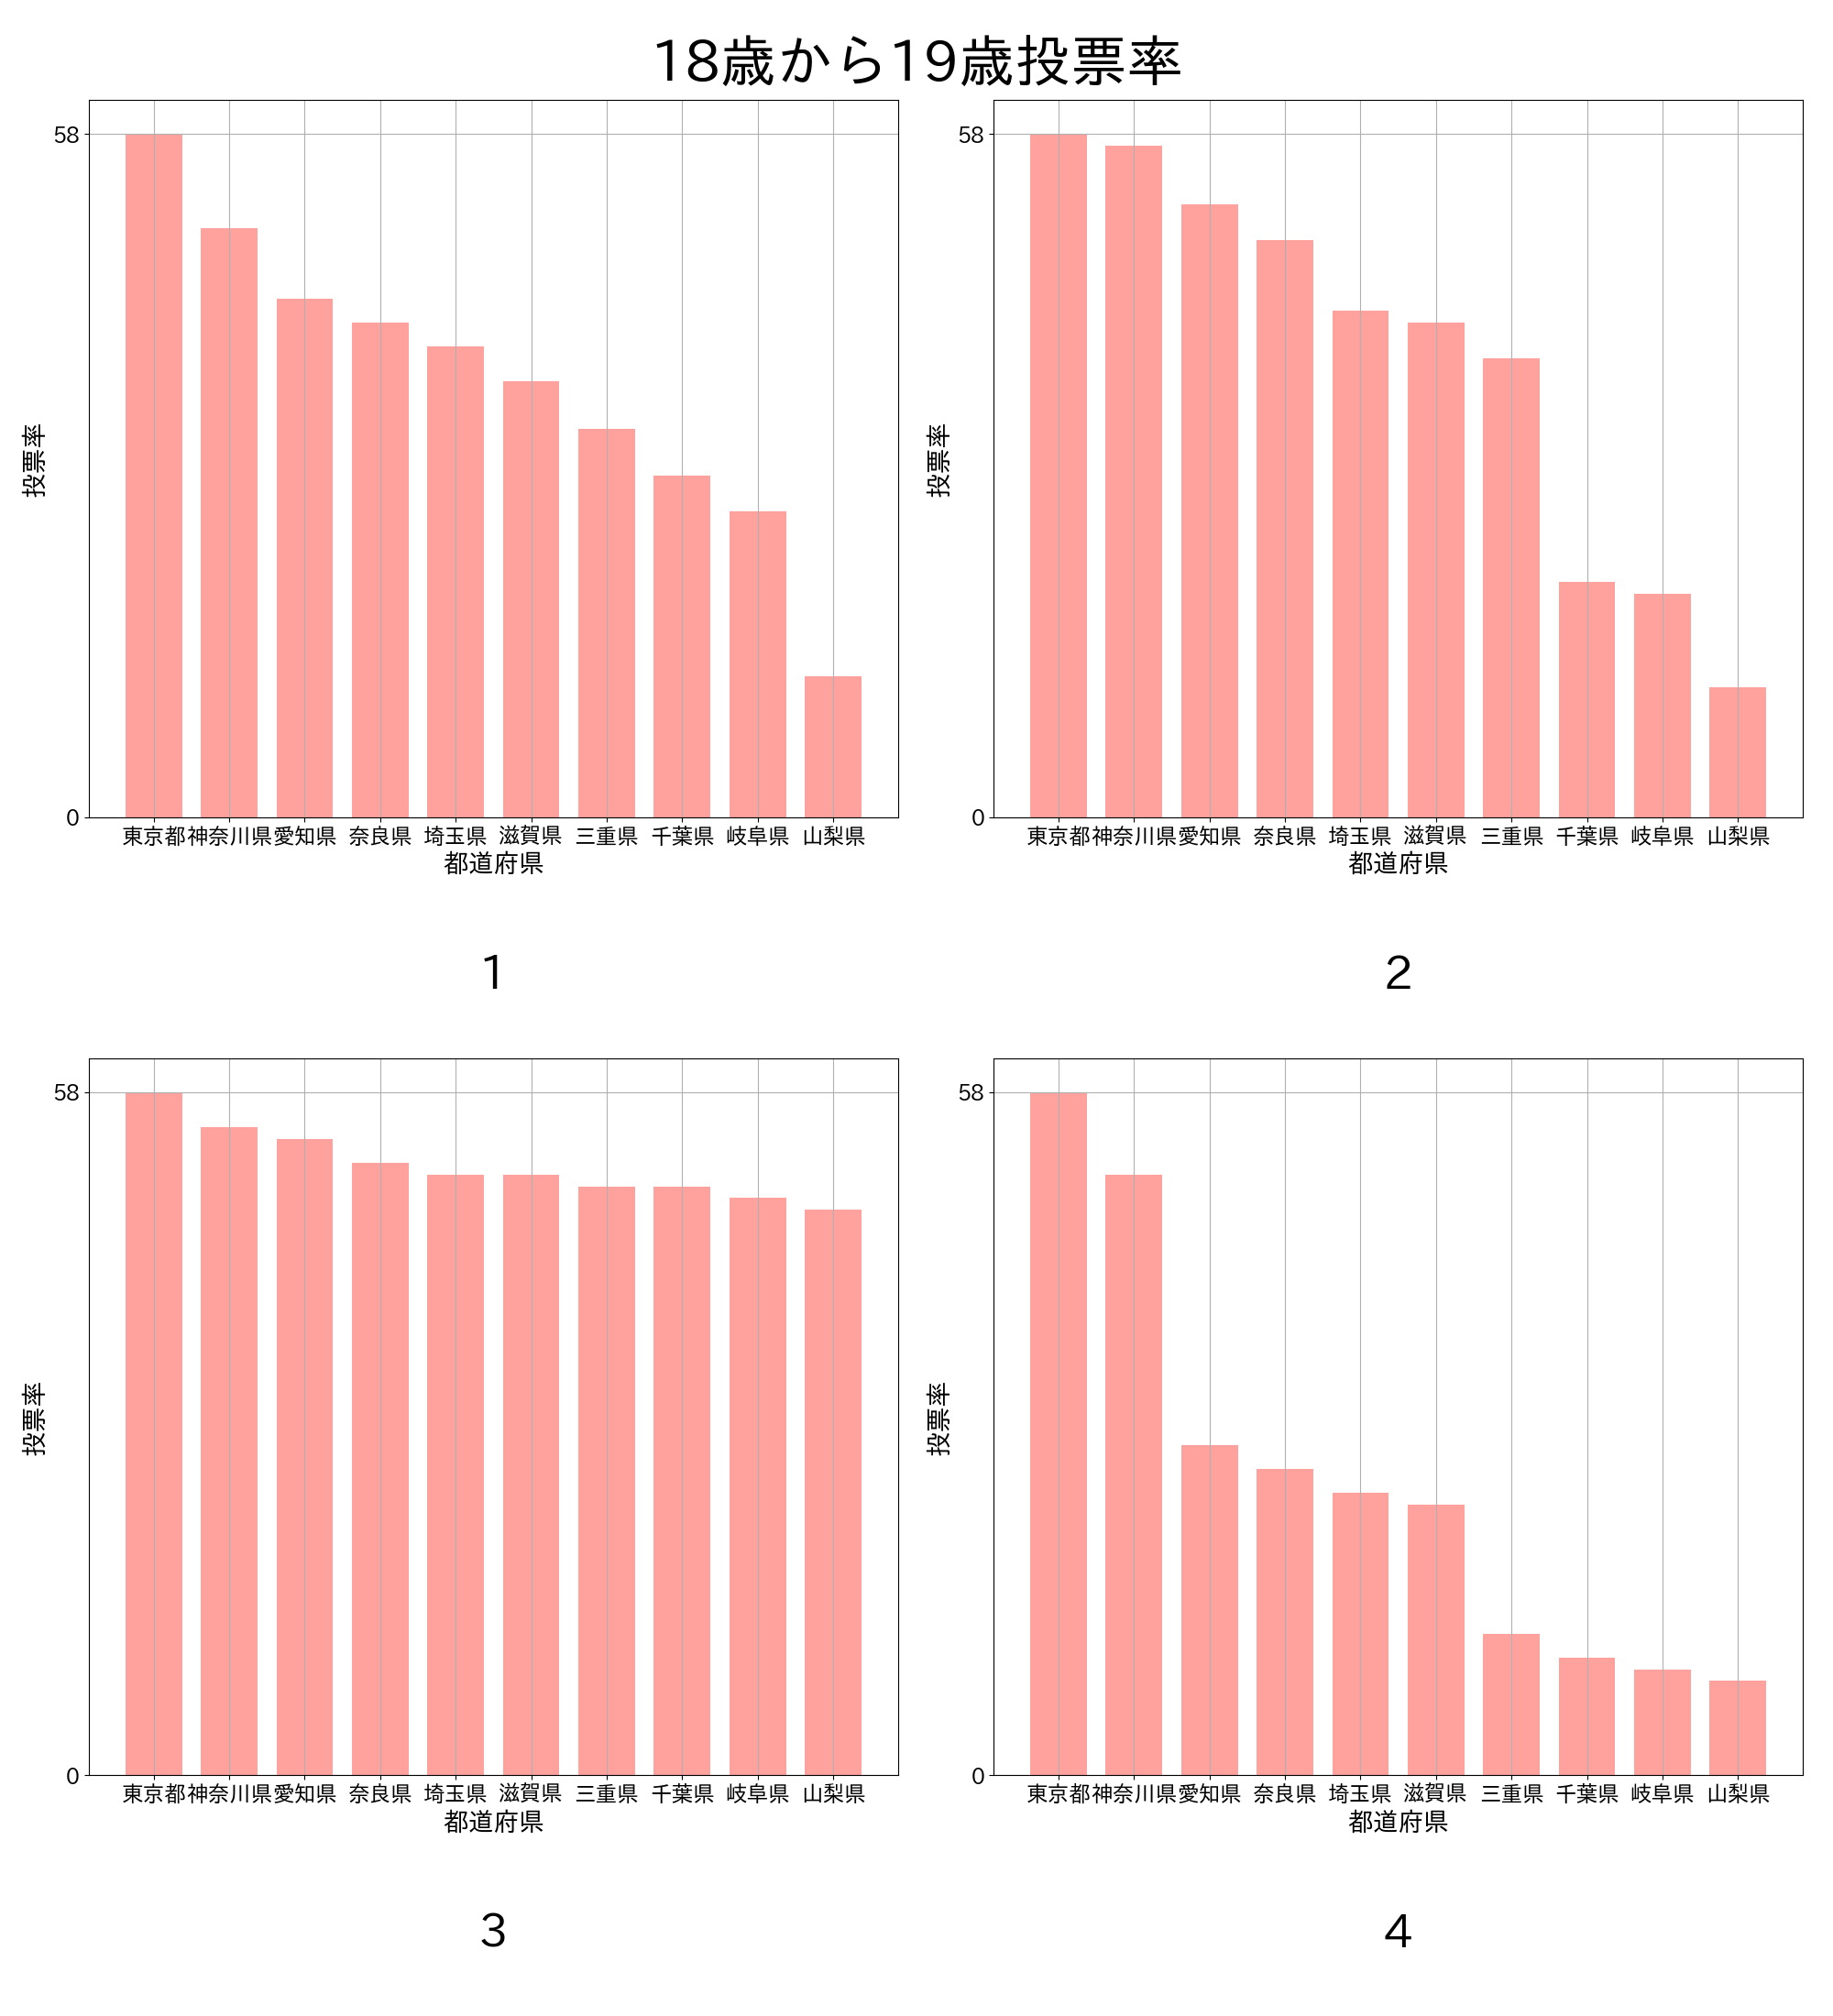 18歳から19歳投票率
58
0
投票率
東京都 神奈川県 愛知県 奈良県 埼玉県 滋賀県 三重県 千葉県 岐阜県 山梨県
都道府県
1
58
0
投票率
東京都 神奈川県 愛知県 奈良県 埼玉県 滋賀県 三重県 千葉県 岐阜県 山梨県
都道府県
2
58
0
投票率
東京都 神奈川県 愛知県 奈良県 埼玉県 滋賀県 三重県 千葉県 岐阜県 山梨県
都道府県
3
58
0
投票率
東京都 神奈川県 愛知県 奈良県 埼玉県 滋賀県 三重県 千葉県 岐阜県 山梨県
都道府県
4